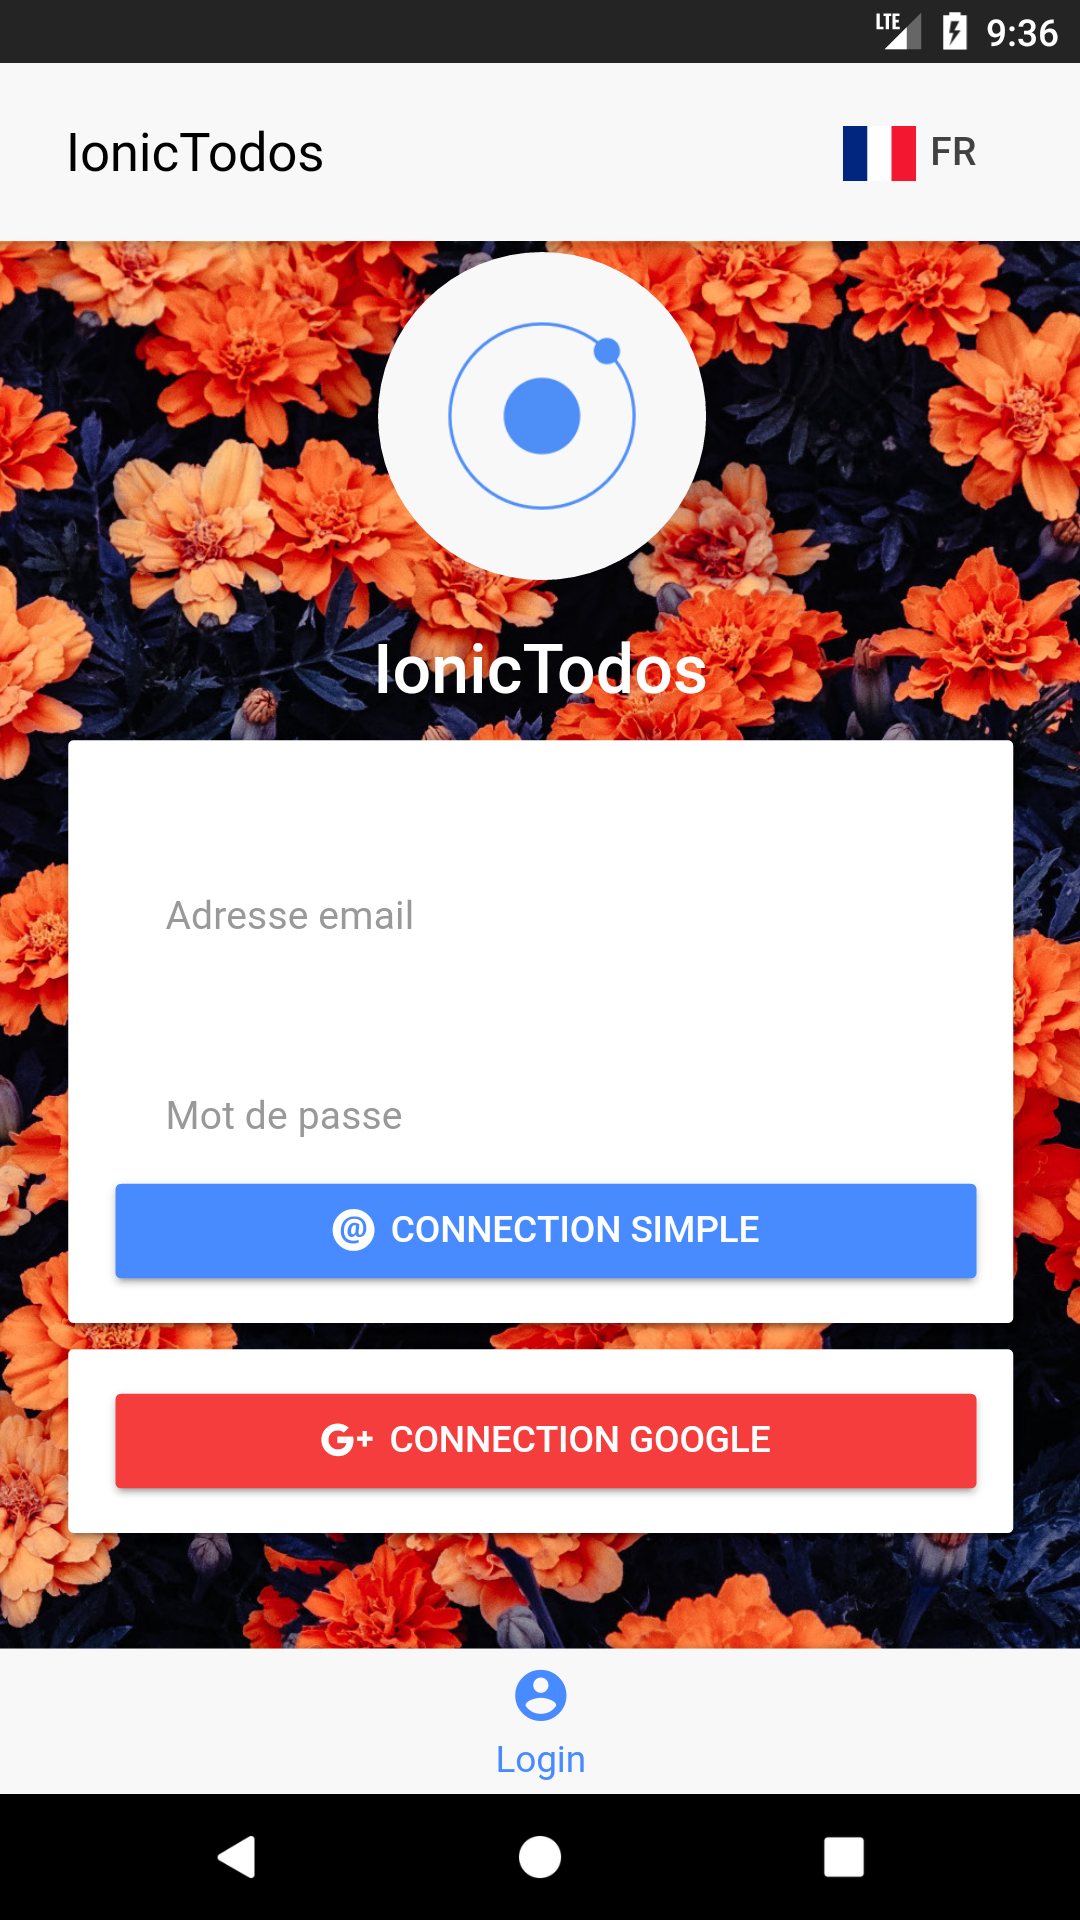 LTE 9:36
IonicTodos FR
IonicTodos
Adresse email
Mot de passe
@ CONNECTION SIMPLE
G+ CONNECTION GOOGLE
Login